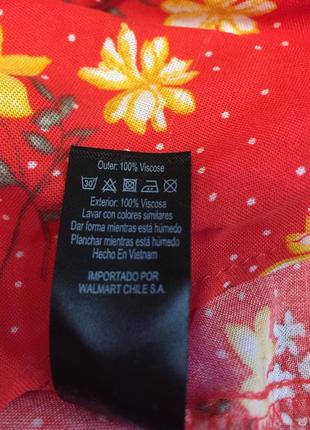 Outer: 100% Viscose
30
Exterior: 100% Viscosa
Lavar con colores similares
Dar forma mientras está húmedo
Planchar mientras está húmedo
Hecho En Vietnam
IMPORTADO POR
WALMART CHILE S.A.